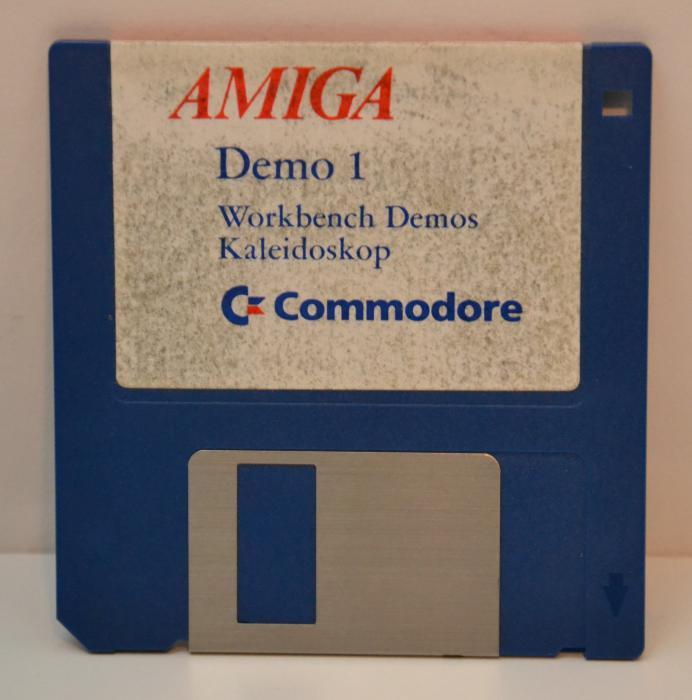 AMIGA
Demo 1
Workbench Demos
Kaleidoskop
Commodore